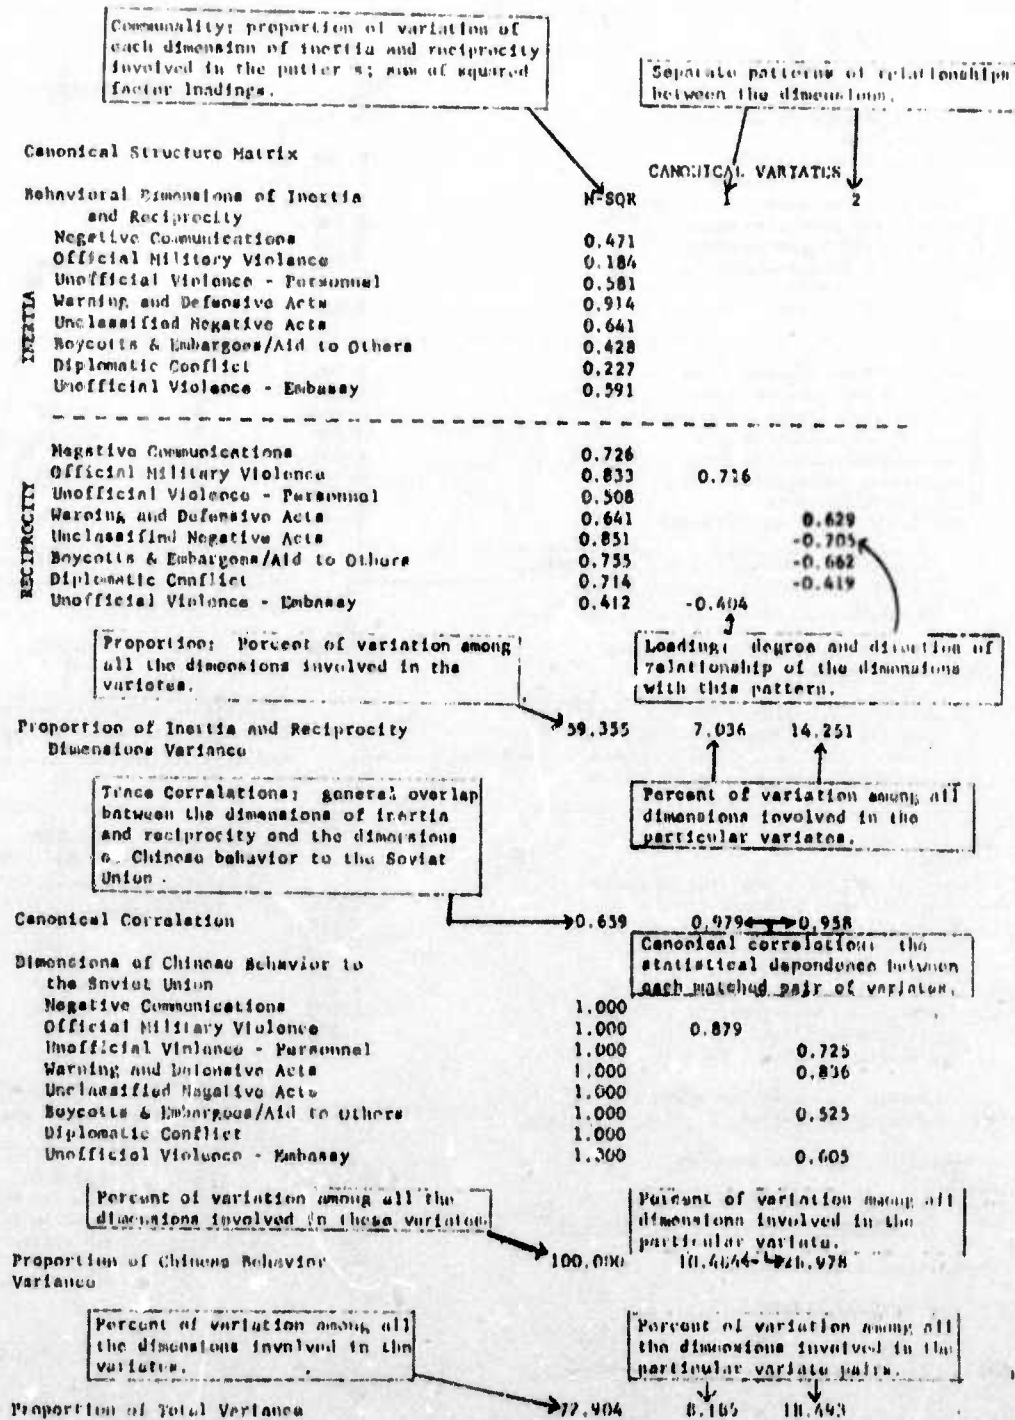 Communality: proportion of variation of
each dimension of inertia and reciprocity
involved in the patter s; sum of squared
factor loadings.
Separate patterns of relationships
between the dimensions.
Canonical Structure Matrix
CANONICAL VARIATES
Behavioral Dimensions of Inertia H-SQR 1 2
and Reciprocity
INERTIA
Negative Communications 0.471
Official Military Violence 0.184
Unofficial Violence - Personnel 0.581
Warning and Defensive Acts 0.914
Unclassified Negative Acts 0.641
Boycotts & Embargoes/Aid to Others 0.428
Diplomatic Conflict 0.227
Unofficial Violence - Embassy 0.591
RECIPROCITY
Negative Communications 0.726
Official Military Violence 0.833 0.716
Unofficial Violence - Personnel 0.508
Warning and Defensive Acts 0.641 0.629
Unclassified Negative Acts 0.851 -0.705
Boycotts & Embargoes/Aid to Others 0.755 -0.662
Diplomatic Conflict 0.714 -0.419
Unofficial Violence - Embassy 0.412 -0.404
Proportion: Percent of variation among
all the dimensions involved in the
variates.
Loading: degree and direction of
relationship of the dimensions
with this pattern.
Proportion of Inertia and Reciprocity 59.355 7.036 14.251
Dimensions Variance
Trace Correlations: general overlap
between the dimensions of inertia
and reciprocity and the dimensions
o. Chinese behavior to the Soviet
Union.
Percent of variation among all
dimensions involved in the
particular variates.
Canonical Correlation 0.659 0.979 0.958
Canonical correlation: the
statistical dependence between
each matched pair of variates.
Dimensions of Chinese Behavior to
the Soviet Union
Negative Communications 1.000
Official Military Violence 1.000 0.879
Unofficial Violence - Personnel 1.000 0.725
Warning and Defensive Acts 1.000 0.836
Unclassified Negative Acts 1.000
Boycotts & Embargoes/Aid to Others 1.000 0.525
Diplomatic Conflict 1.000
Unofficial Violence - Embassy 1.300 0.605
Percent of variation among all the
dimensions involved in these variates
Percent of variation among all
dimensions involved in the
particular variate.
Proportion of Chinese Behavior 100.000
Variance
Percent of variation among all
the dimensions involved in the
variates.
Percent of variation among all
the dimensions involved in the
particular variate pairs.
Proportion of Total Variance 72.904 8.185 18.493